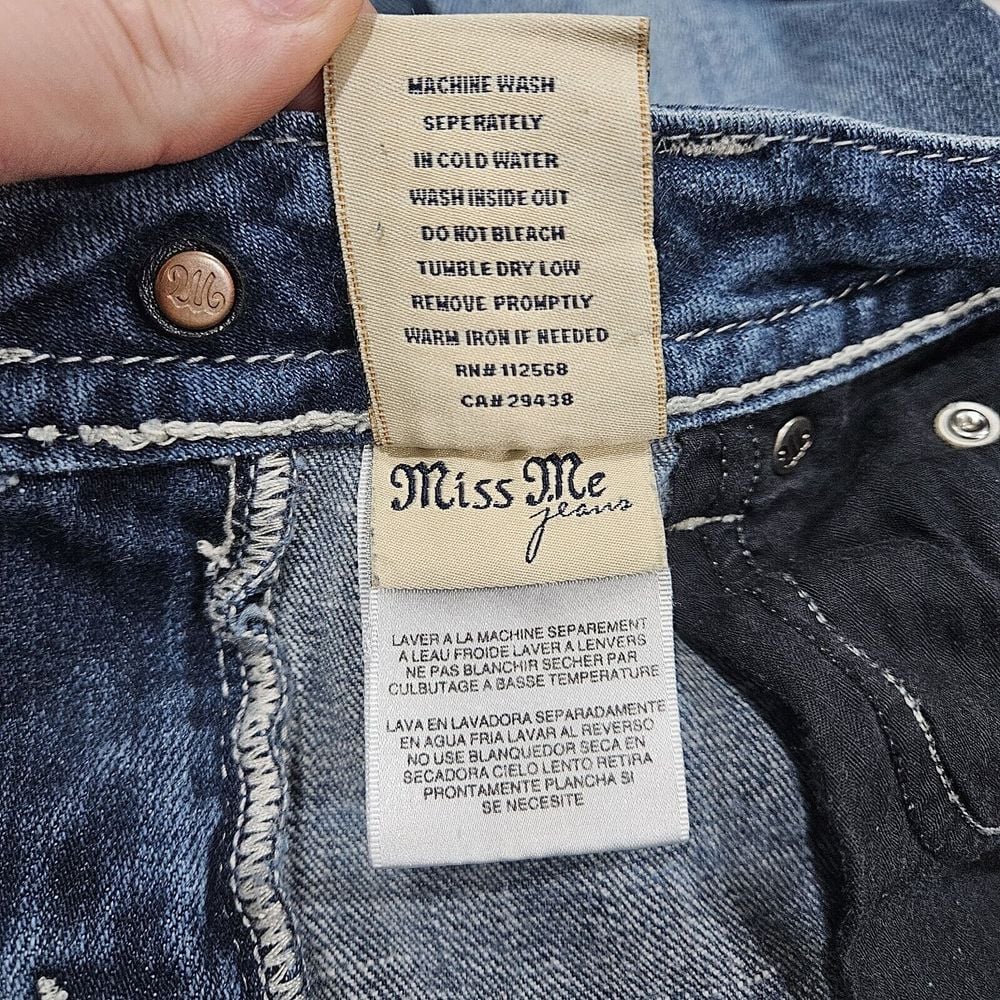 MACHINE WASH
SEPERATELY
IN COLD WATER
WASH INSIDE OUT
DO NOT BLEACH
TUMBLE DRY LOW
REMOVE PROMPTLY
WARM IRON IF NEEDED
RN# 112568
CA# 29438
M
M
Miss Me
jeans
LAVER A LA MACHINE SEPAREMENT
A LEAU FROIDE LAVER A LENVERS
NE PAS BLANCHIR SECHER PAR
CULBUTAGE A BASSE TEMPERATURE
LAVA EN LAVADORA SEPARADAMENTE
EN AGUA FRIA LAVAR AL REVERSO
NO USE BLANQUEDOR SECA EN
SECADORA CIELO LENTO RETIRA
PRONTAMENTE PLANCHA SI
SE NECESITE